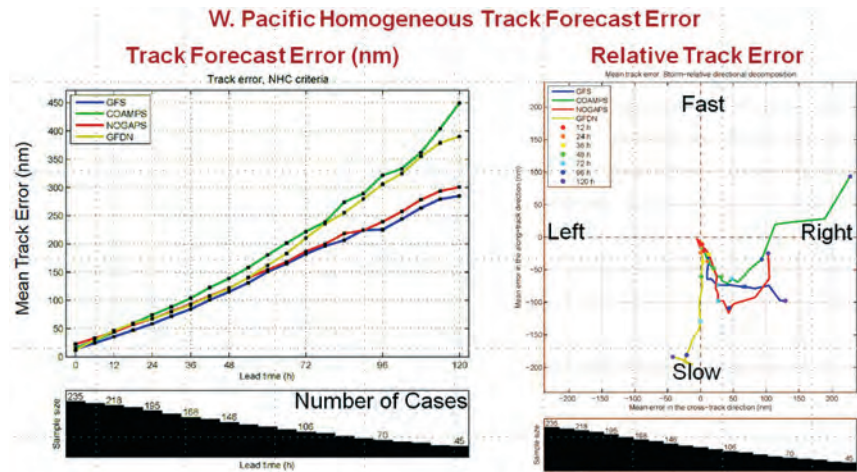 W. Pacific Homogeneous Track Forecast Error
Track Forecast Error (nm)
Relative Track Error
Track error, NHC criteria
Mean track error. Storm-relative directional decomposition
Mean Track Error (nm)
450
400
350
300
250
200
150
100
50
0
GFS
COAMPS
NOGAPS
GFDN
0
12
24
36
48
72
96
120
Lead time (h)
Sample size
235
218
195
168
146
106
70
45
Number of Cases
Lead time (h)
Mean error in the along-track direction (nm)
200
150
100
50
0
-50
-100
-150
-200
GFS
COAMPS
NOGAPS
GFDN
12 h
24 h
36 h
48 h
72 h
96 h
120 h
Fast
Left
Right
Slow
-200
-150
-100
-50
0
50
100
150
200
Mean error in the cross-track direction (nm)
Sample size
235
218
195
168
146
106
70
45